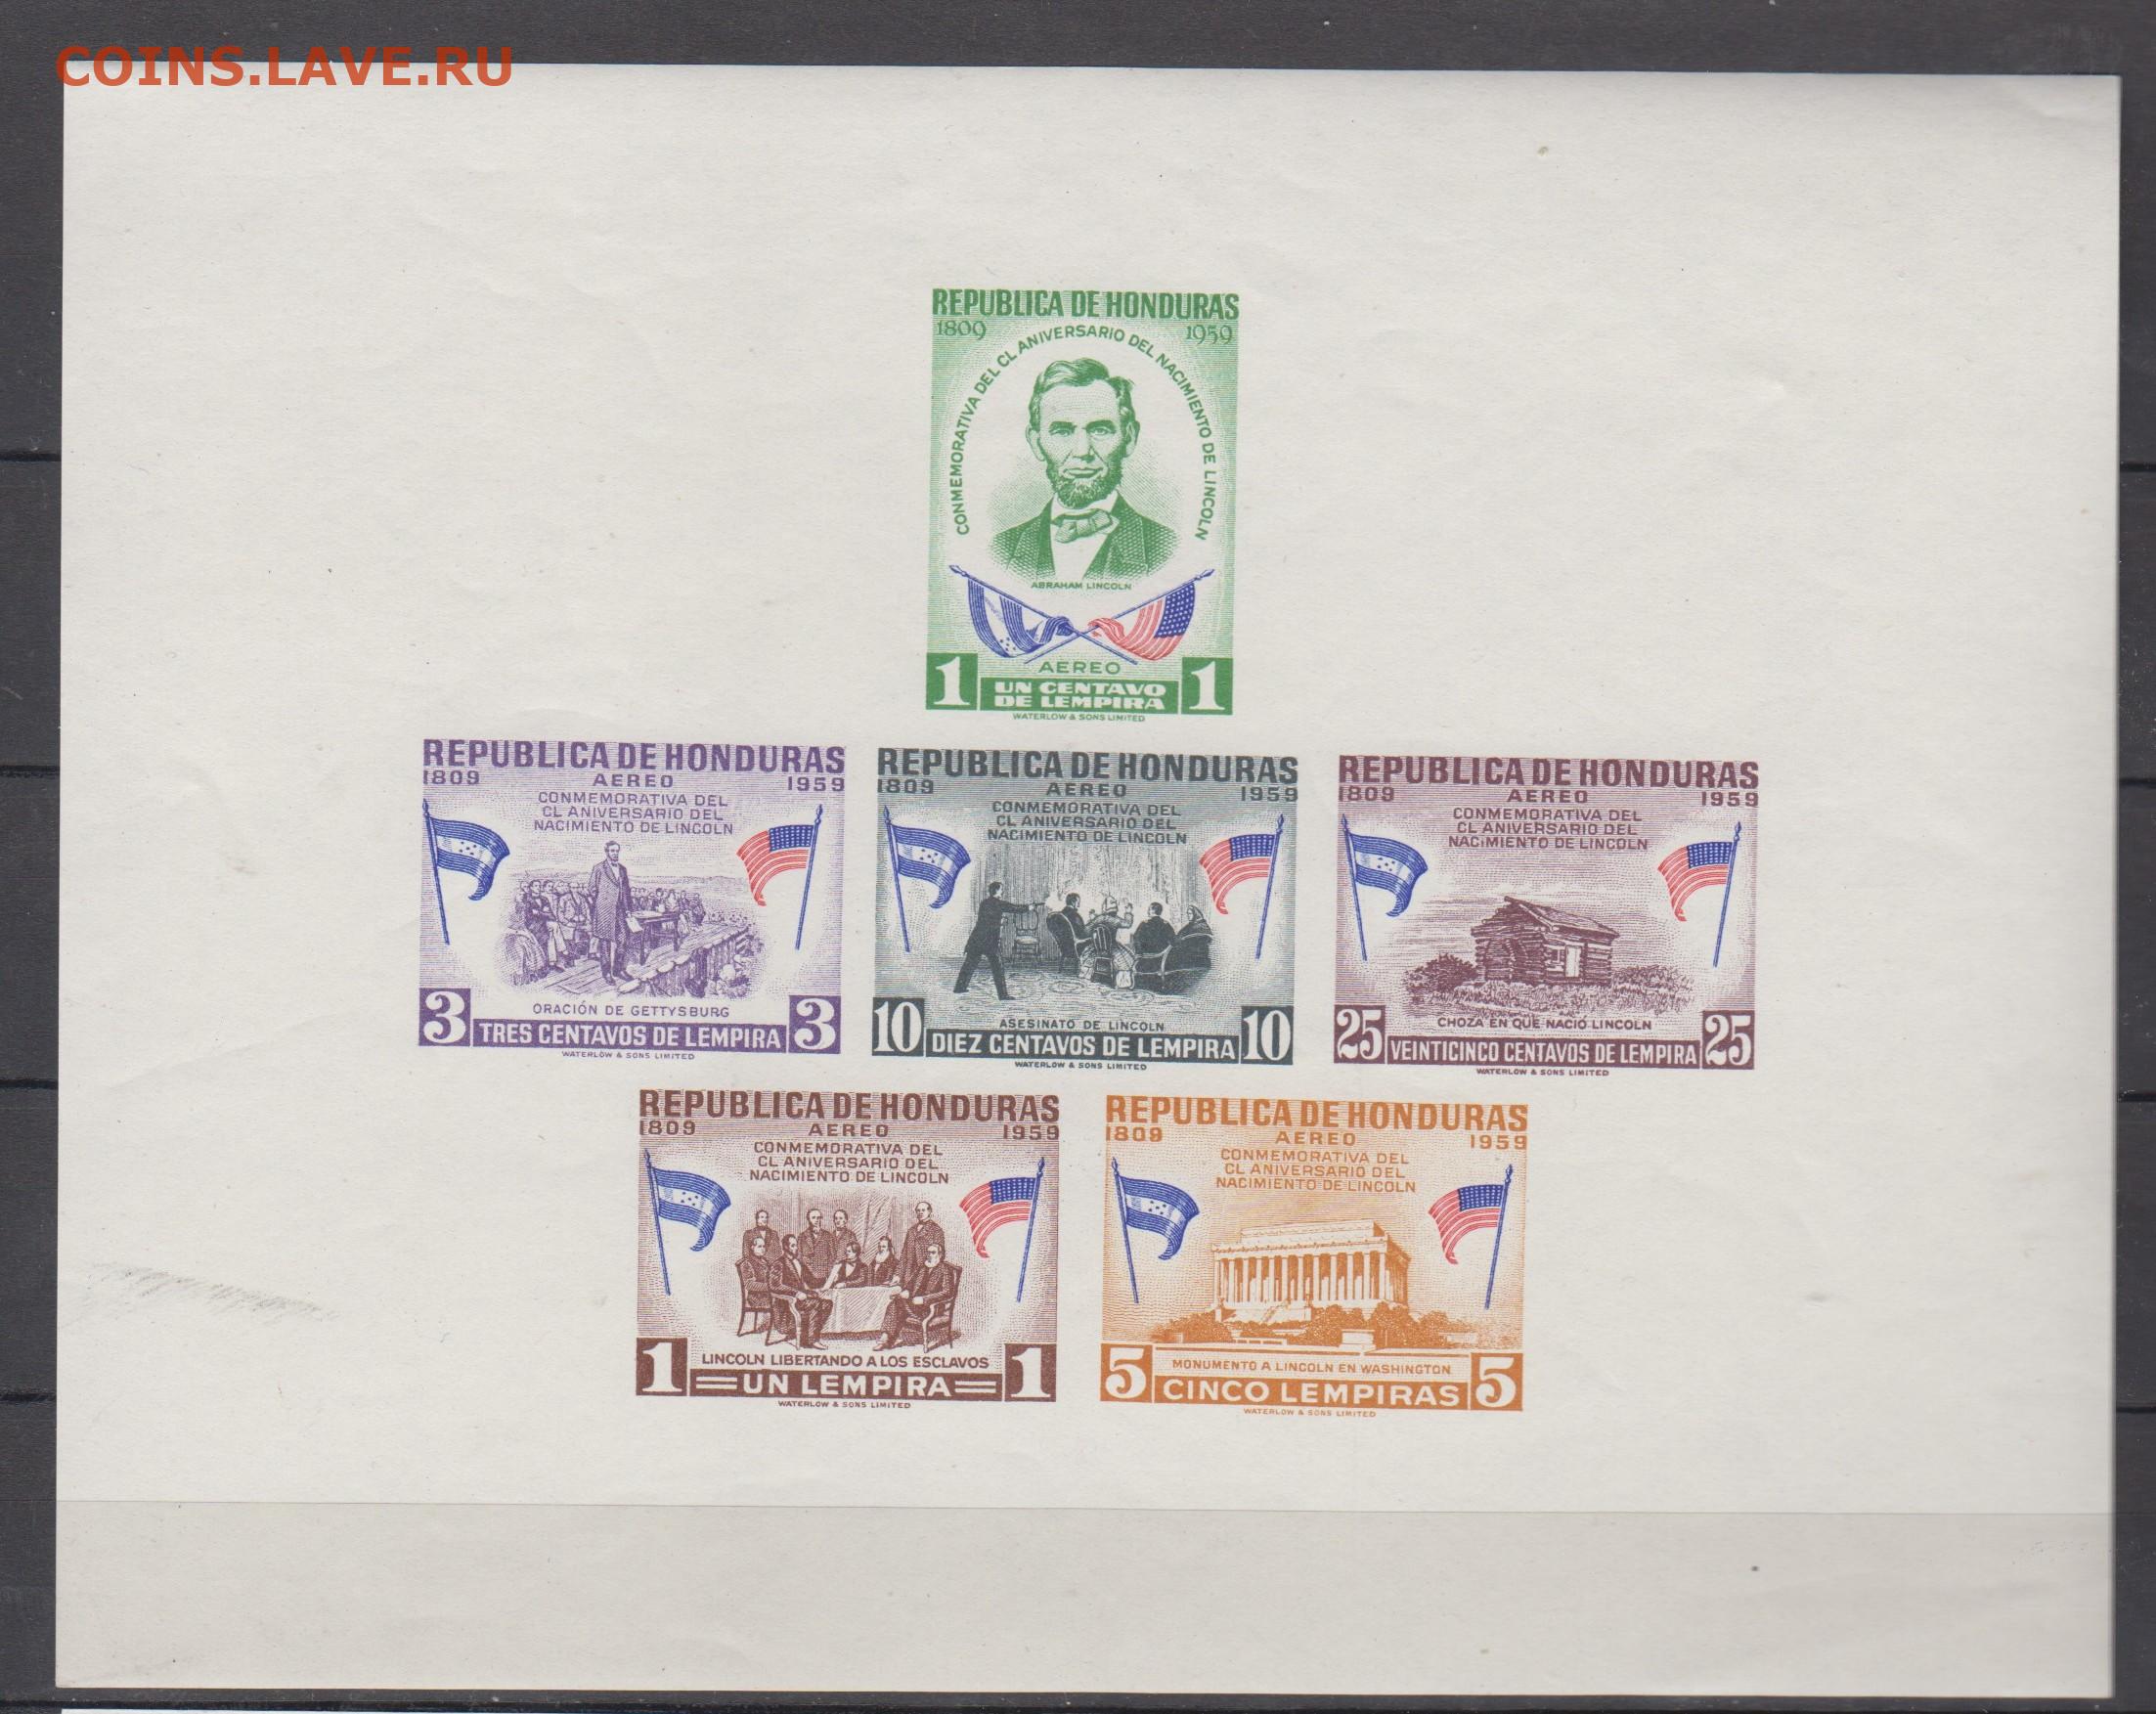 COINS.LAVE.RU
REPUBLICA DE HONDURAS
1809 1959
CONMEMORATIVA DEL CL ANIVERSARIO DEL NACIMIENTO DE LINCOLN
ABRAHAM LINCOLN
AEREO
1 UN CENTAVO 1
DE LEMPIRA
WATERLOW & SONS LIMITED
REPUBLICA DE HONDURAS
1809 AEREO 1959
CONMEMORATIVA DEL
CL ANIVERSARIO DEL
NACIMIENTO DE LINCOLN
ORACIÓN DE GETTYSBURG
3 TRES CENTAVOS DE LEMPIRA 3
WATERLOW & SONS LIMITED
REPUBLICA DE HONDURAS
1809 AEREO 1959
CONMEMORATIVA DEL
CL ANIVERSARIO DEL
NACIMIENTO DE LINCOLN
ASESINATO DE LINCOLN
10 DIEZ CENTAVOS DE LEMPIRA 10
WATERLOW & SONS LIMITED
REPUBLICA DE HONDURAS
1809 AEREO 1959
CONMEMORATIVA DEL
CL ANIVERSARIO DEL
NACIMIENTO DE LINCOLN
CHOZA EN QUE NACIÓ LINCOLN
25 VEINTICINCO CENTAVOS DE LEMPIRA 25
WATERLOW & SONS LIMITED
REPUBLICA DE HONDURAS
1809 AEREO 1959
CONMEMORATIVA DEL
CL ANIVERSARIO DEL
NACIMIENTO DE LINCOLN
LINCOLN LIBERTANDO A LOS ESCLAVOS
1 UN LEMPIRA 1
WATERLOW & SONS LIMITED
REPUBLICA DE HONDURAS
1809 AEREO 1959
CONMEMORATIVA DEL
CL ANIVERSARIO DEL
NACIMIENTO DE LINCOLN
MONUMENTO A LINCOLN EN WASHINGTON
5 CINCO LEMPIRAS 5
WATERLOW & SONS LIMITED